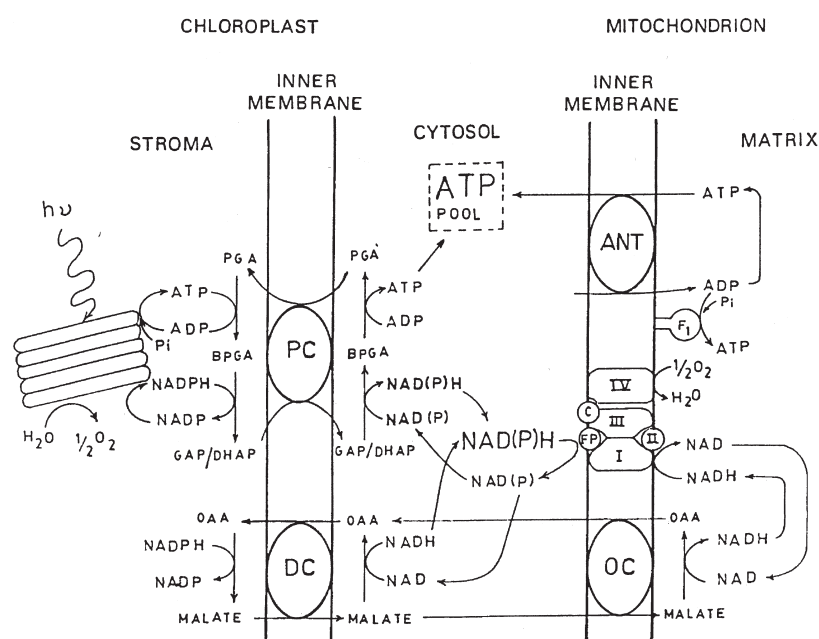 CHLOROPLAST
MITOCHONDRION
INNER
MEMBRANE
INNER
MEMBRANE
STROMA
CYTOSOL
MATRIX
ATP
POOL
ATP
hυ
ANT
PGA
PGA
ATP
ADP
Pi
ATP
ADP
ATP
ADP
Pi
F1
ATP
PC
BPGA
BPGA
NADPH
NADP
NAD(P)H
NAD(P)
H2O
1/2O2
GAP/DHAP
GAP/DHAP
NAD(P)H
NAD(P)
IV
1/2O2
H2O
C
III
FP
II
I
NAD
NADH
OAA
OAA
OAA
NADPH
NADP
DC
NADH
NAD
OC
NADH
NAD
MALATE
MALATE
MALATE